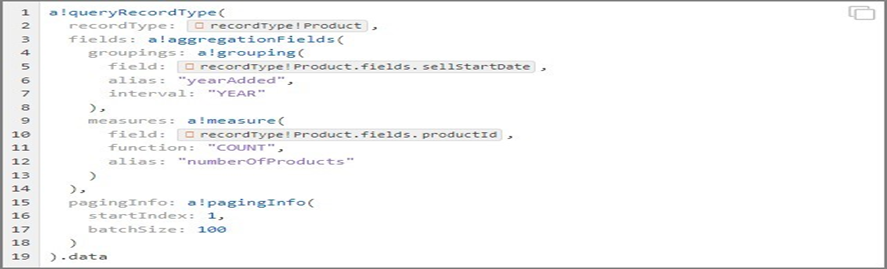 1 a!queryRecordType(
2 recordType: recordType!Product ,
3 fields: a!aggregationFields(
4 groupings: a!grouping(
5 field: recordType!Product.fields.sellStartDate ,
6 alias: "yearAdded",
7 interval: "YEAR"
8 ),
9 measures: a!measure(
10 field: recordType!Product.fields.productId ,
11 function: "COUNT",
12 alias: "numberOfProducts"
13 )
14 ),
15 pagingInfo: a!pagingInfo(
16 startIndex: 1,
17 batchSize: 100
18 )
19 ).data